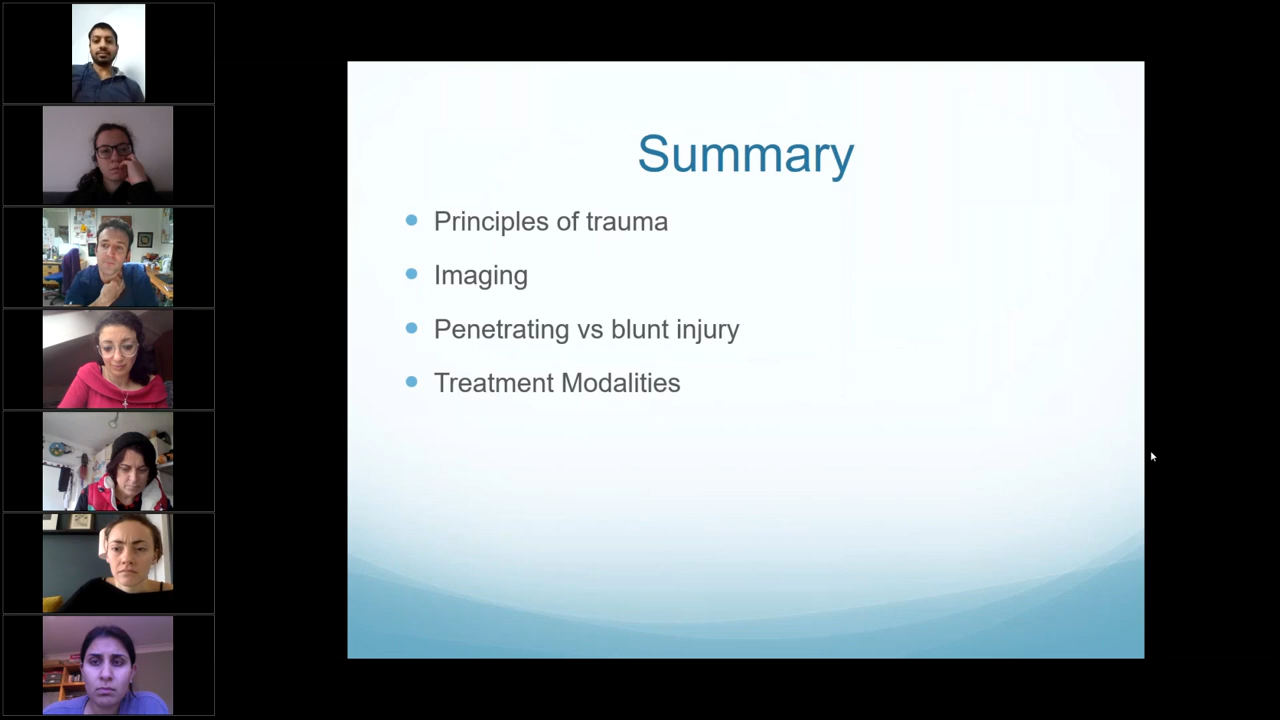 Summary
Principles of trauma
Imaging
Penetrating vs blunt injury
Treatment Modalities